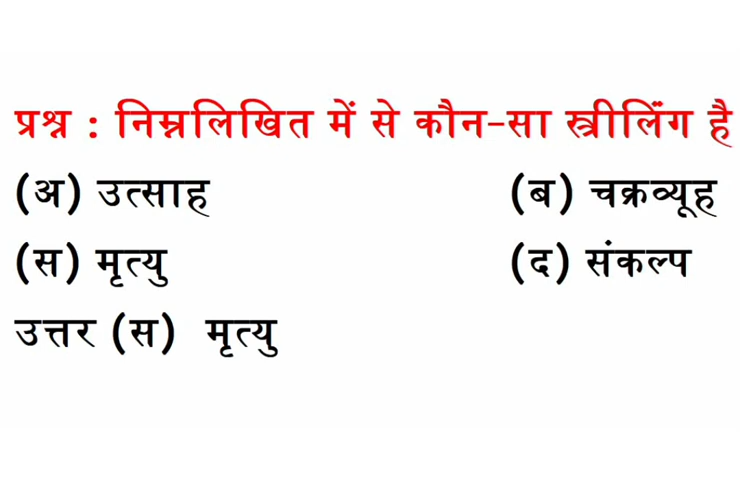 प्रश्न : निम्नलिखित में से कौन-सा स्त्रीलिंग है
(अ) उत्साह (ब) चक्रव्यूह
(स) मृत्यु (द) संकल्प
उत्तर (स) मृत्यु